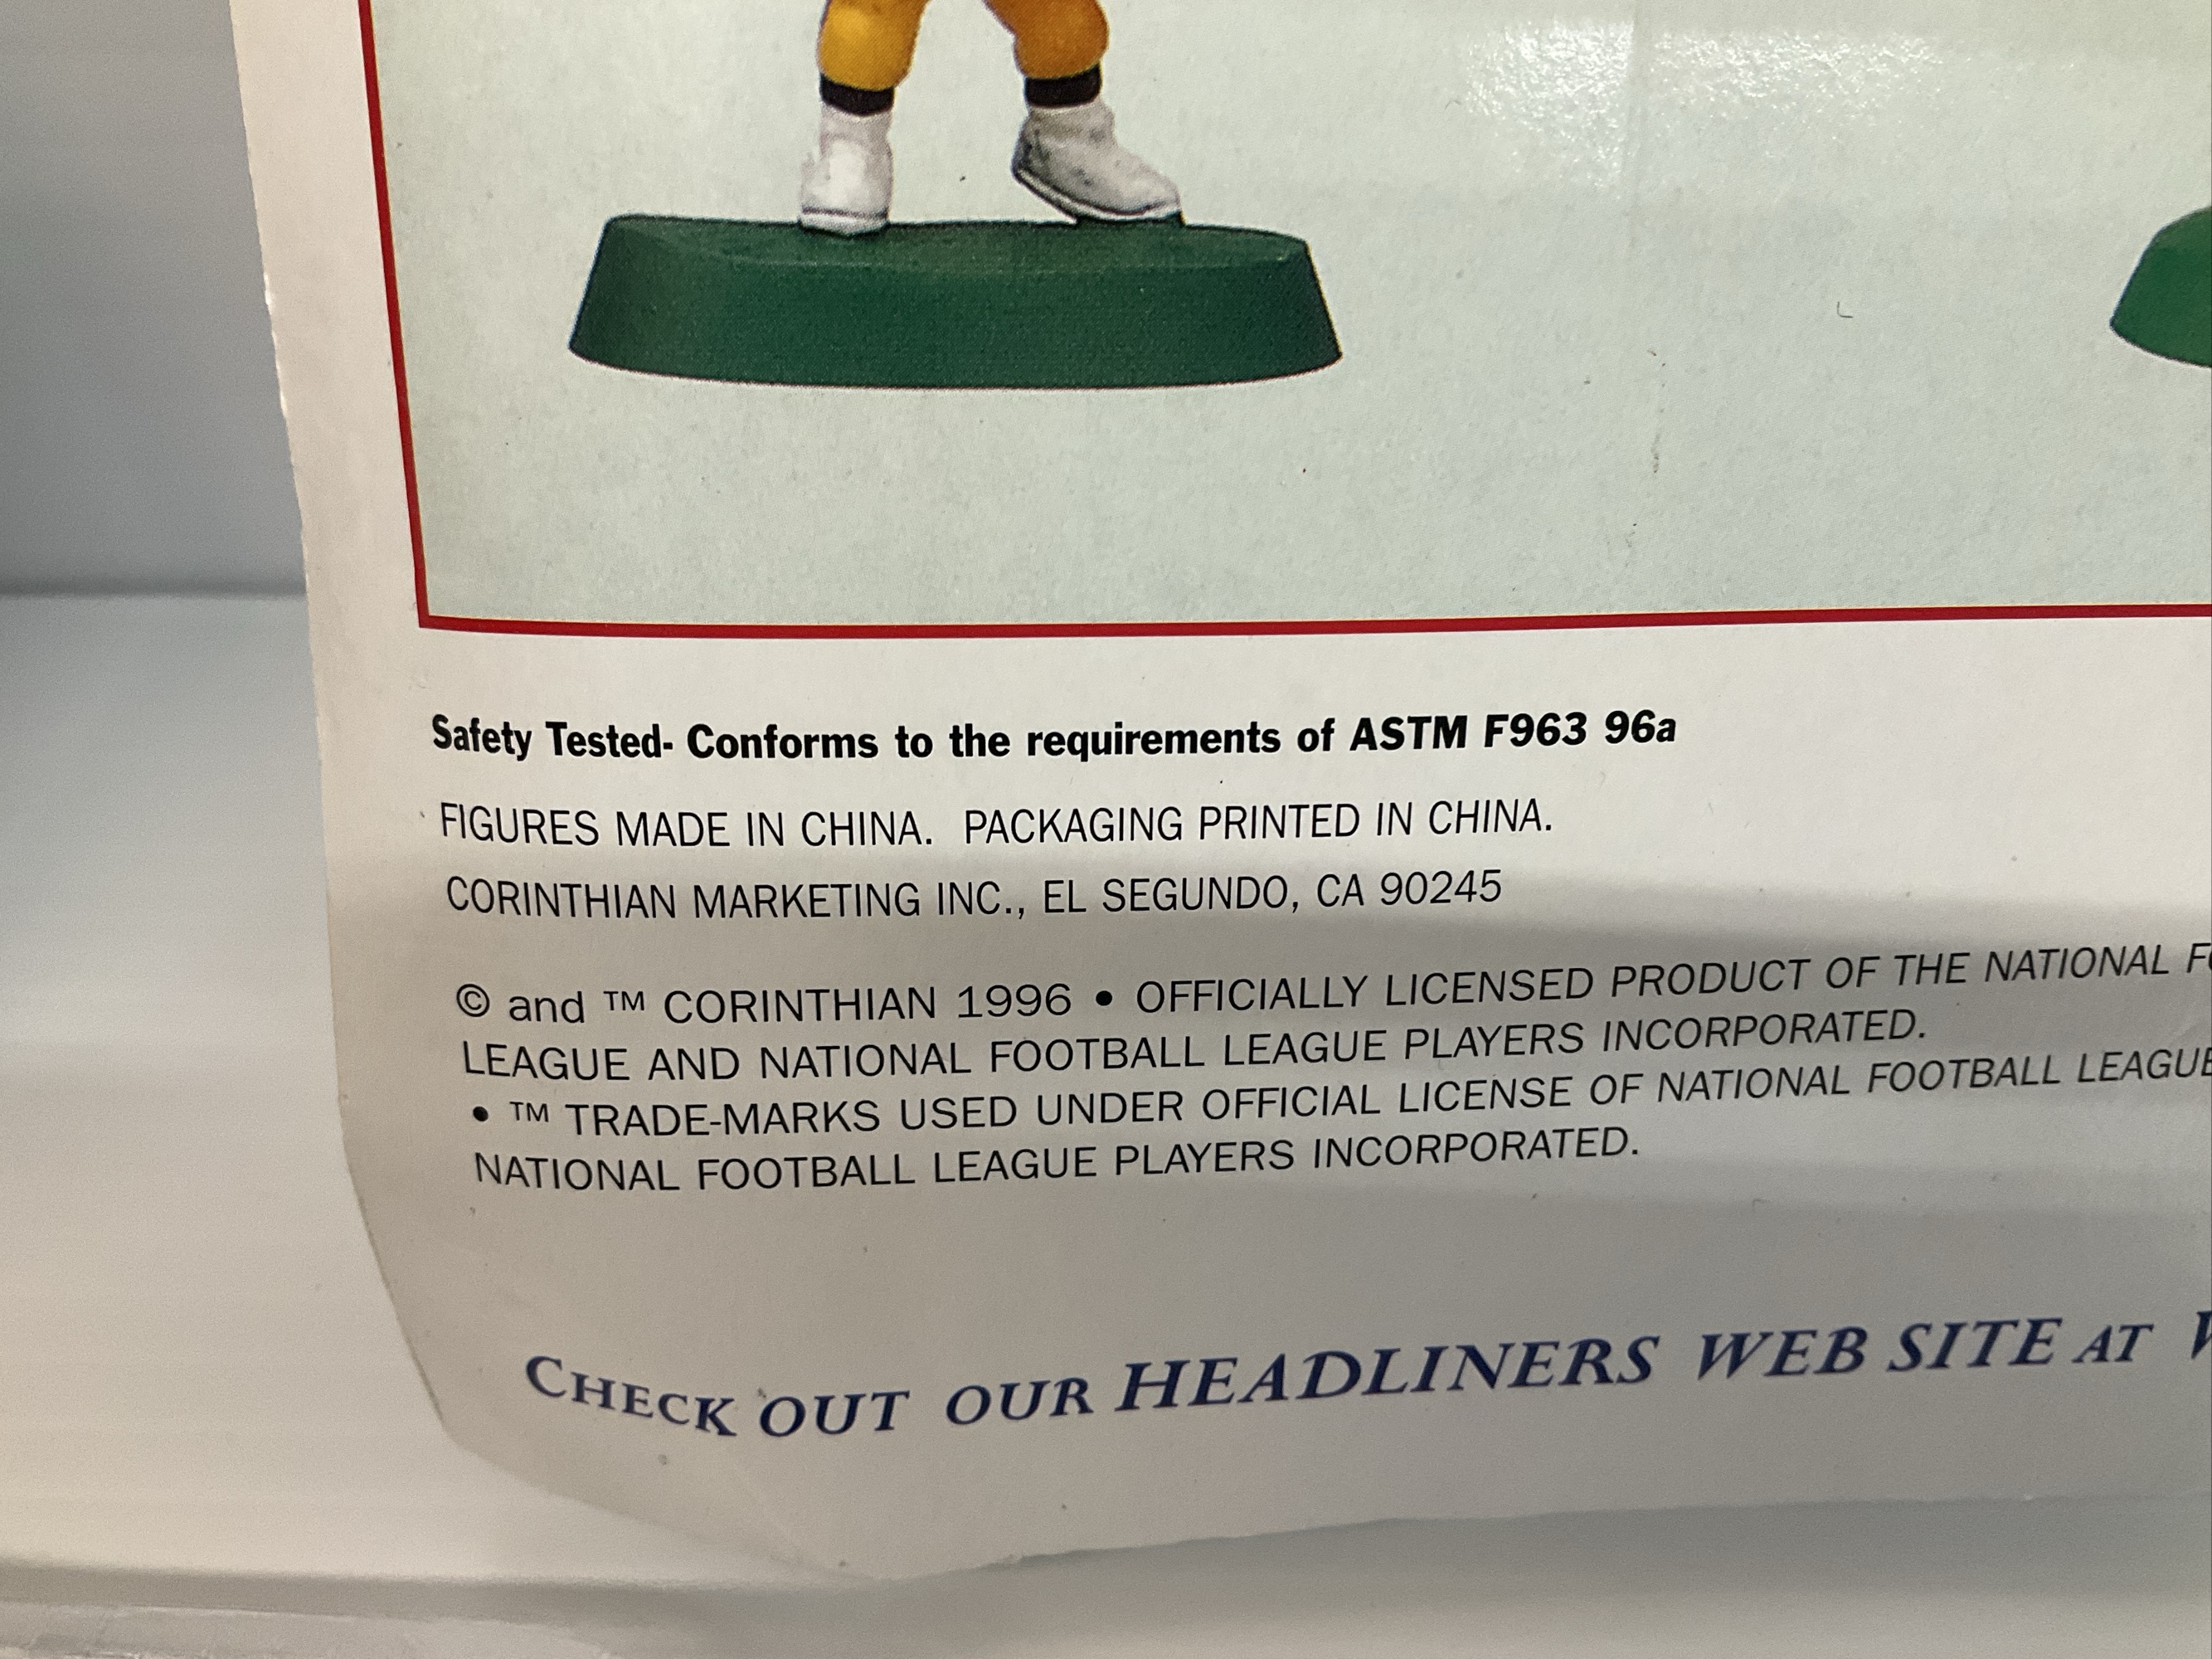 Safety Tested- Conforms to the requirements of ASTM F963 96a
FIGURES MADE IN CHINA. PACKAGING PRINTED IN CHINA.
CORINTHIAN MARKETING INC., EL SEGUNDO, CA 90245
© and ™ CORINTHIAN 1996 • OFFICIALLY LICENSED PRODUCT OF THE NATIONAL
LEAGUE AND NATIONAL FOOTBALL LEAGUE PLAYERS INCORPORATED.
• ™ TRADE-MARKS USED UNDER OFFICIAL LICENSE OF NATIONAL FOOTBALL LEAGUE
NATIONAL FOOTBALL LEAGUE PLAYERS INCORPORATED.
CHECK OUT OUR HEADLINERS WEB SITE AT